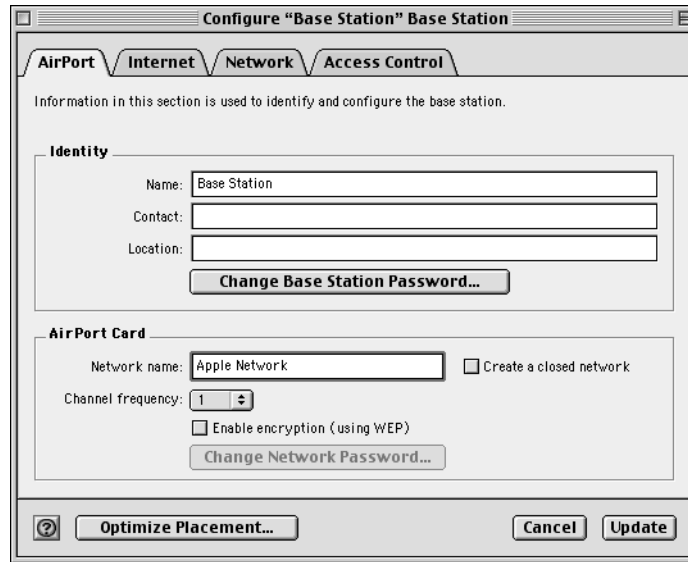 Configure “Base Station” Base Station
AirPort Internet Network Access Control
Information in this section is used to identify and configure the base station.
Identity
Name: Base Station
Contact:
Location:
Change Base Station Password...
AirPort Card
Network name: Apple Network Create a closed network
Channel frequency: 1
Enable encryption (using WEP)
Change Network Password...
? Optimize Placement... Cancel Update